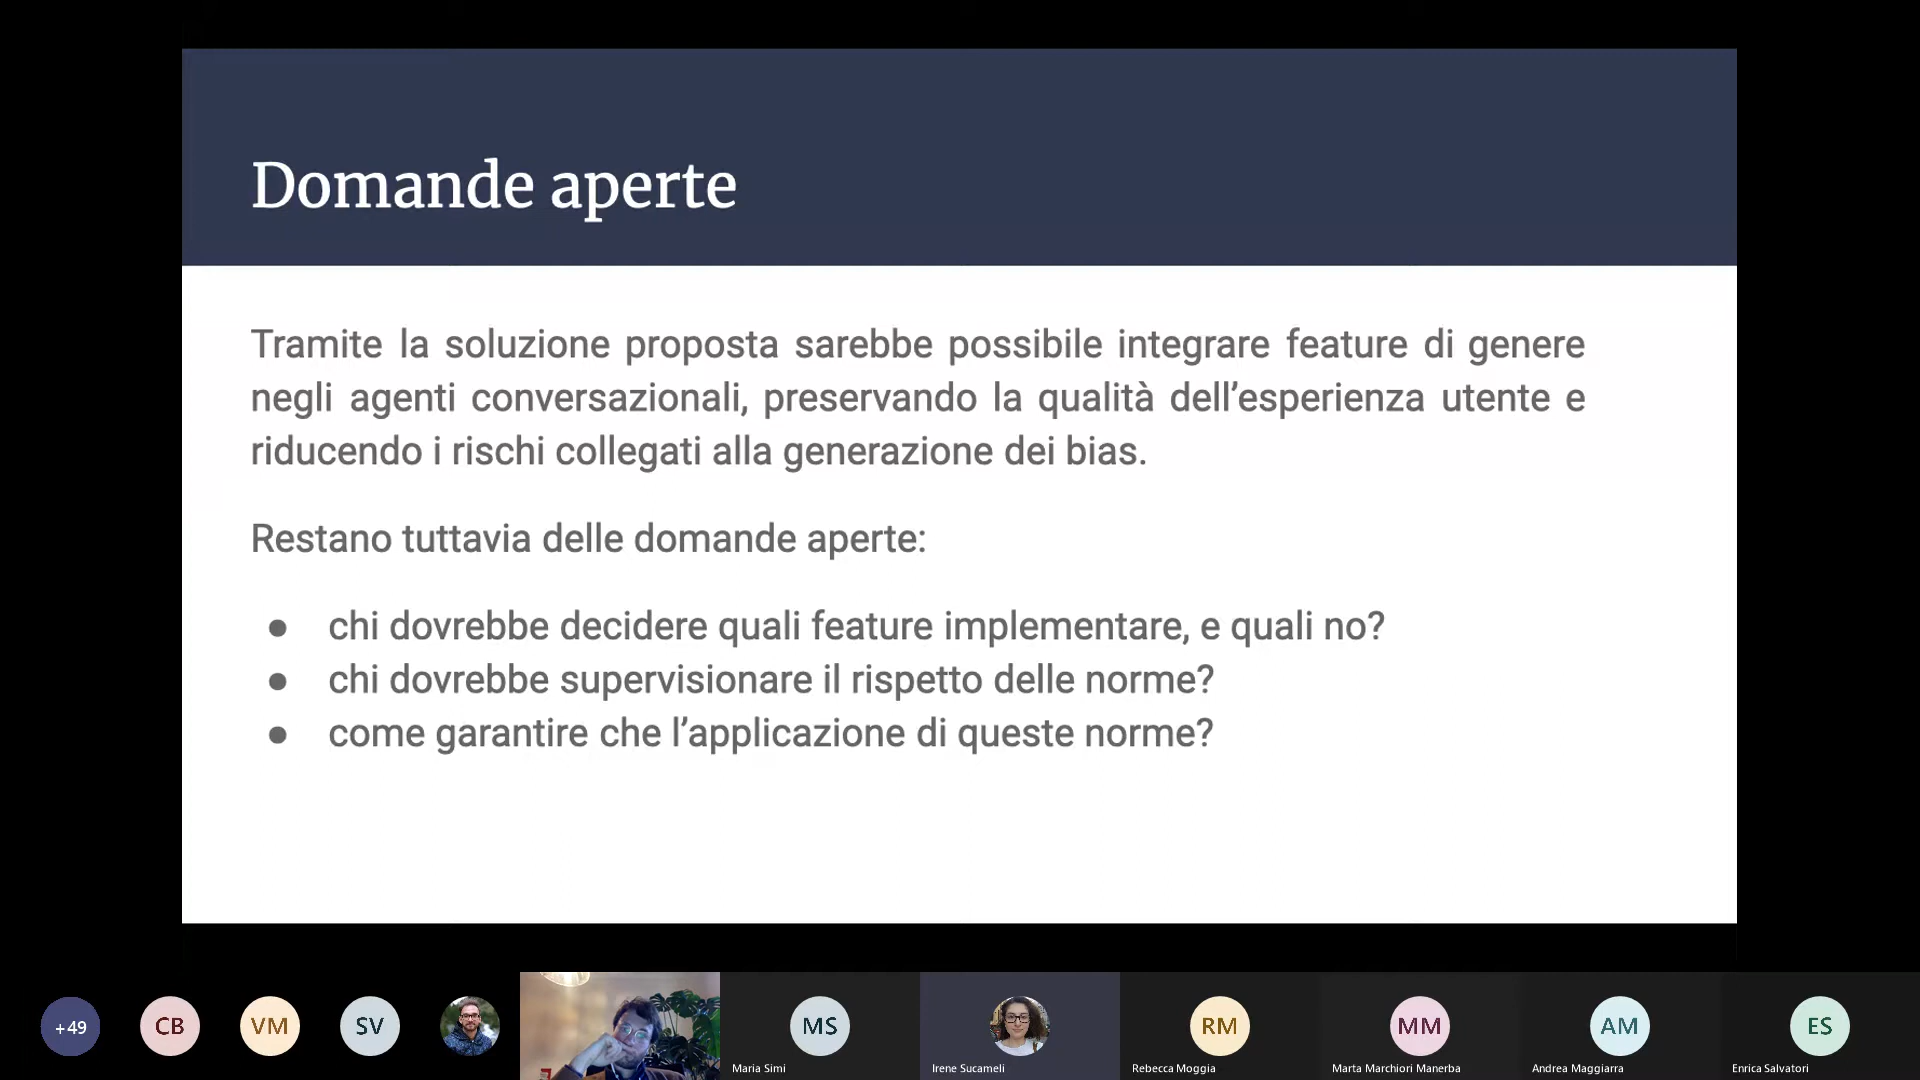 Domande aperte
Tramite la soluzione proposta sarebbe possibile integrare feature di genere
negli agenti conversazionali, preservando la qualità dell’esperienza utente e
riducendo i rischi collegati alla generazione dei bias.
Restano tuttavia delle domande aperte:
● chi dovrebbe decidere quali feature implementare, e quali no?
● chi dovrebbe supervisionare il rispetto delle norme?
● come garantire che l’applicazione di queste norme?
+49
CB
VM
SV
MS
RM
MM
AM
ES
Maria Simi
Irene Sucameli
Rebecca Moggia
Marta Marchiori Manerba
Andrea Maggiarra
Enrica Salvatori